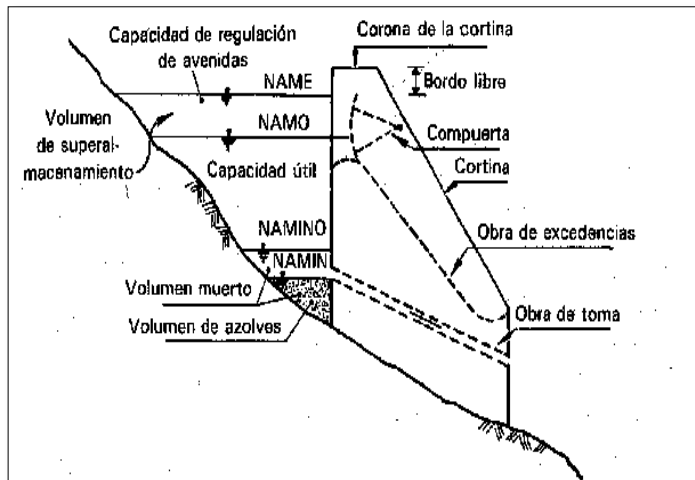 Corona de la cortina
Capacidad de regulación
de avenidas
NAME
Bordo libre
Volumen
de superal-
macenamiento
NAMO
Compuerta
Capacidad útil
Cortina
NAMINO
NAMIN
Obra de excedencias
Volumen muerto
Volumen de azolves
Obra de toma